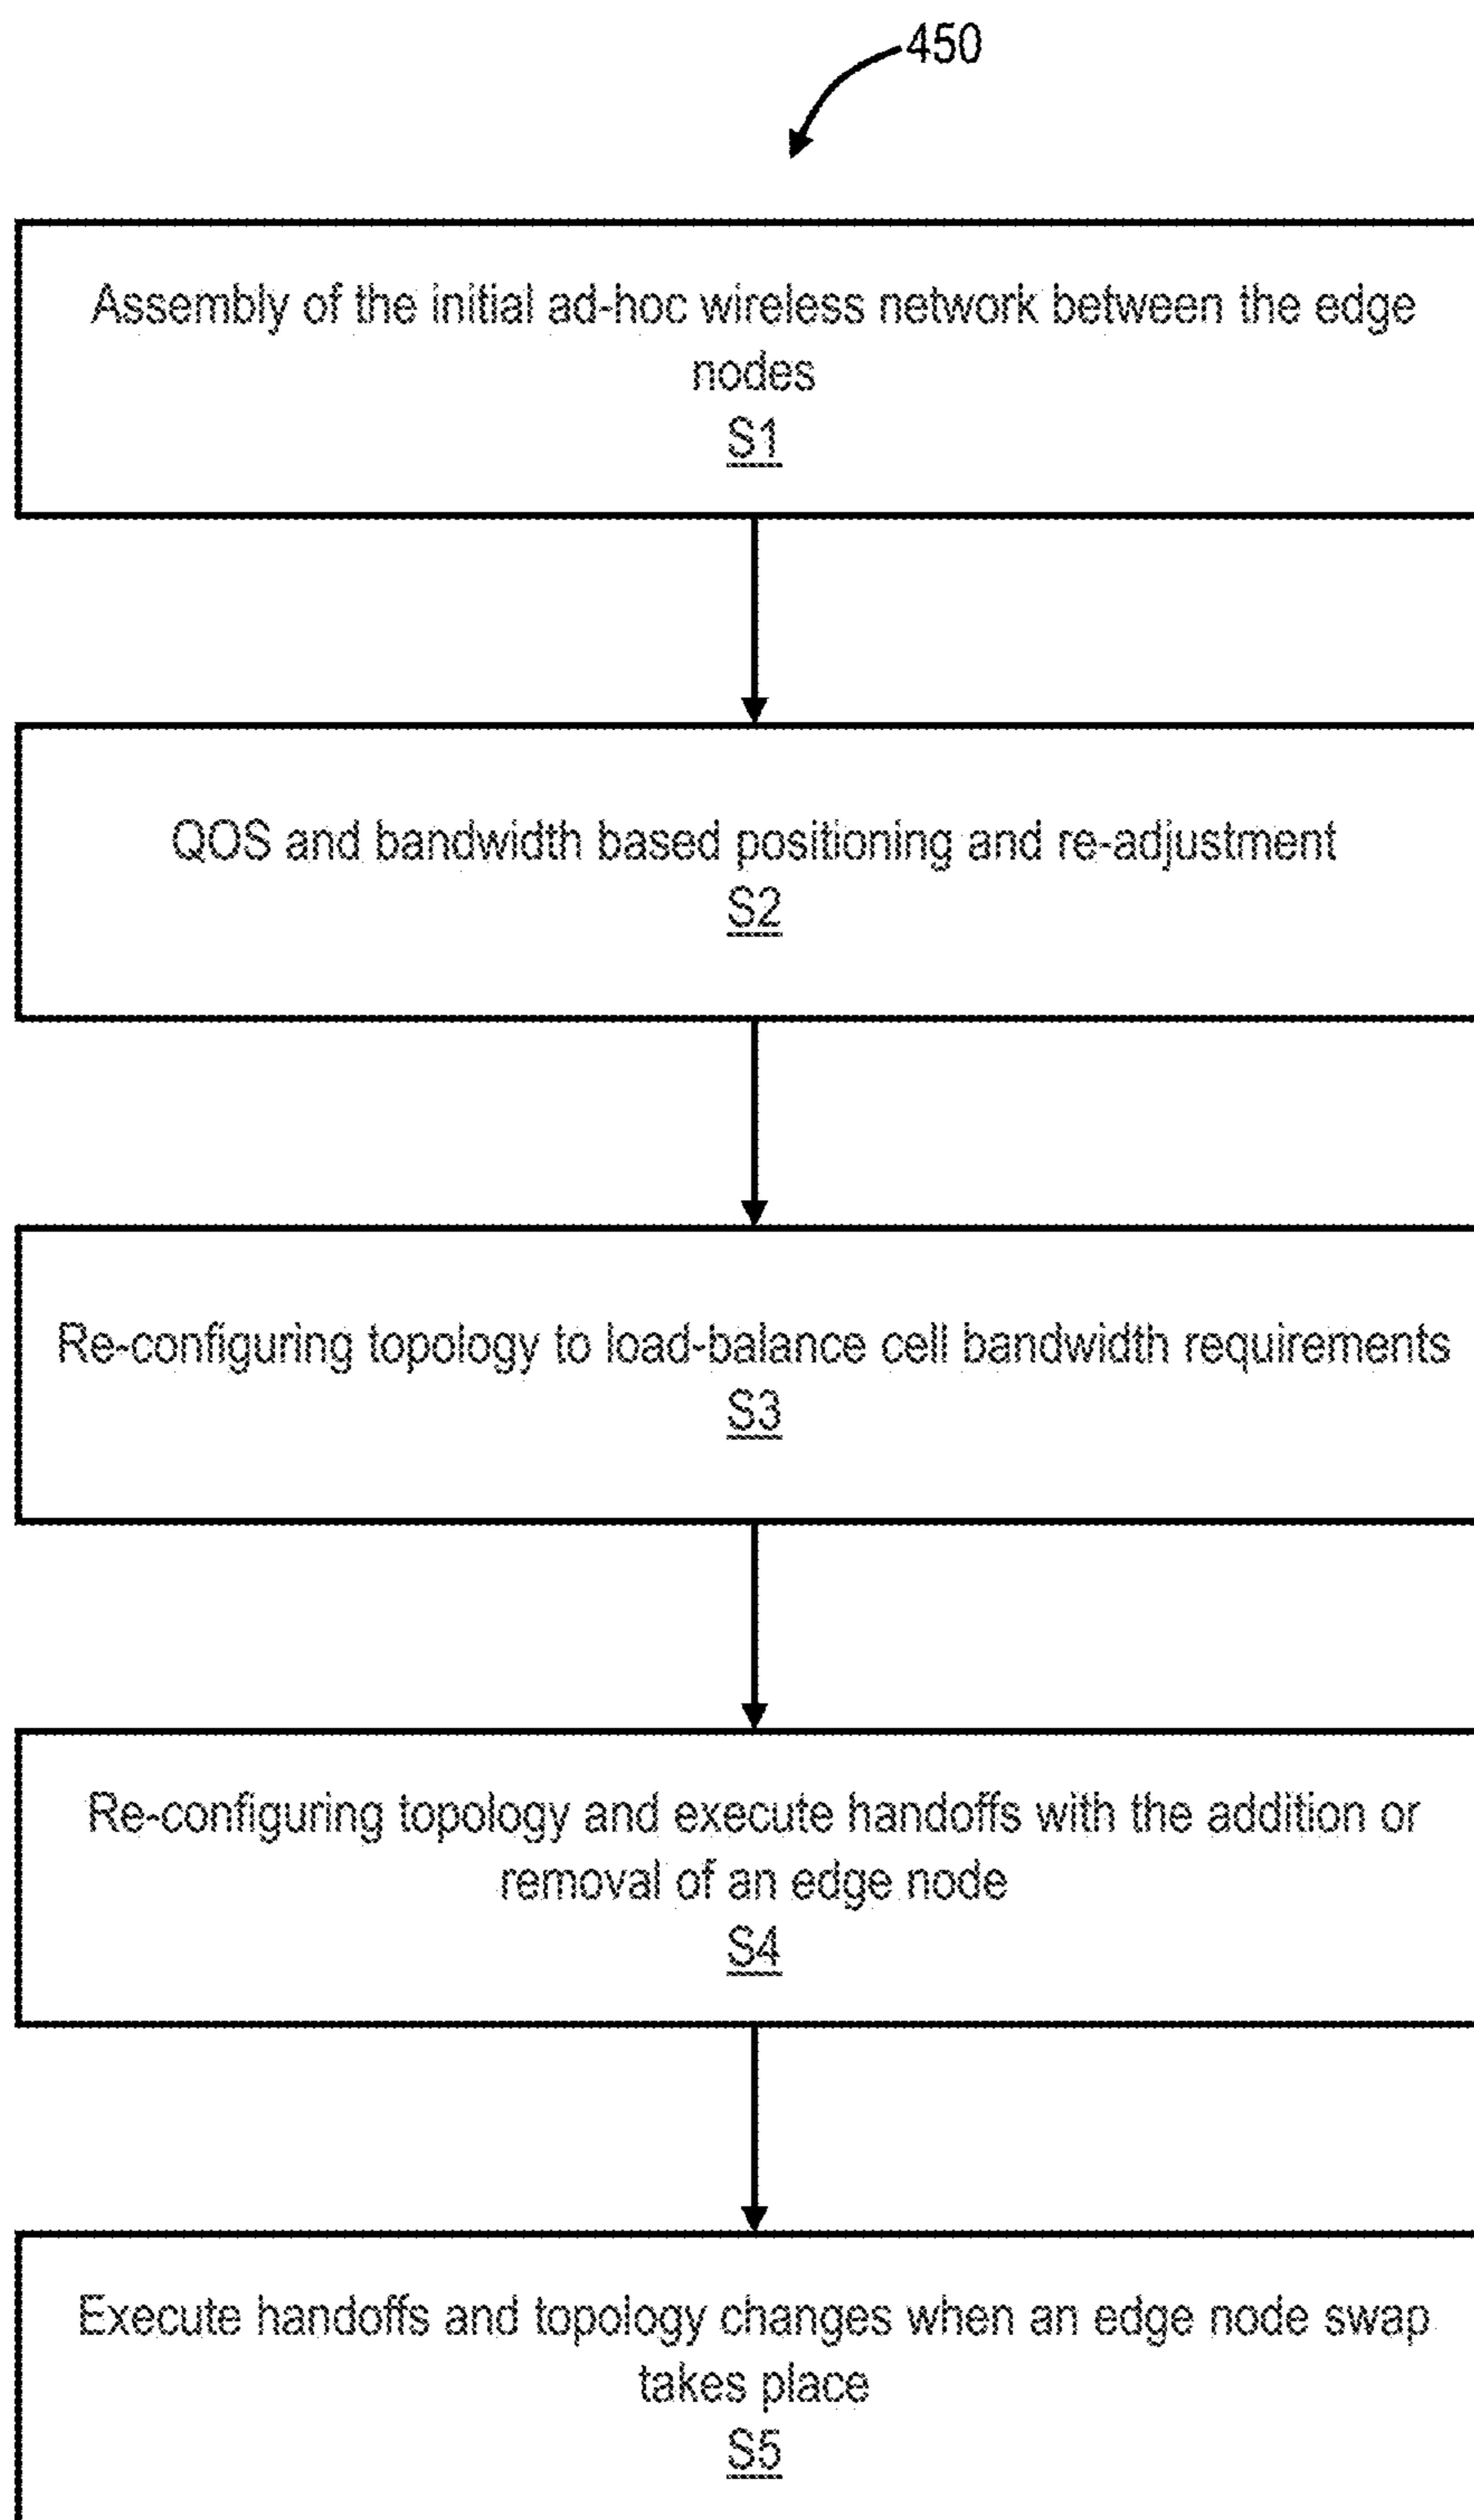 450
Assembly of the initial ad-hoc wireless network between the edge
nodes
S1
QOS and bandwidth based positioning and re-adjustment
S2
Re-configuring topology to load-balance cell bandwidth requirements
S3
Re-configuring topology and execute handoffs with the addition or
removal of an edge node
S4
Execute handoffs and topology changes when an edge node swap
takes place
S5